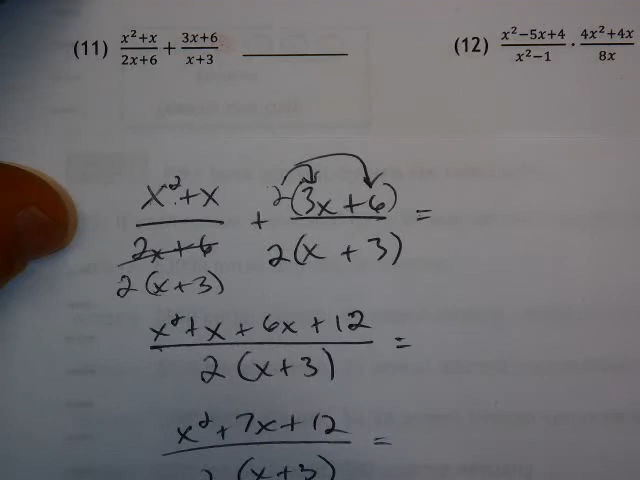 (11) x²+x/2x+6 + 3x+6/x+3 __________
(12) x²−5x+4/x²−1 · 4x²+4x/8x
x²+x/2x+6 + 2(3x+6)/2(x+3) =
2(x+3)
x²+x+6x+12/2(x+3) =
x²+7x+12/2(x+3) =